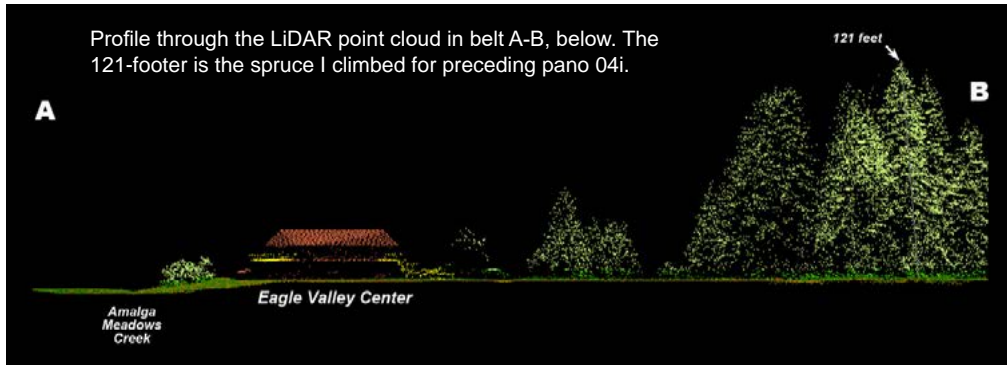 Profile through the LiDAR point cloud in belt A-B, below. The
121-footer is the spruce I climbed for preceding pano 04i.
121 feet
A
B
Eagle Valley Center
Amalga
Meadows
Creek